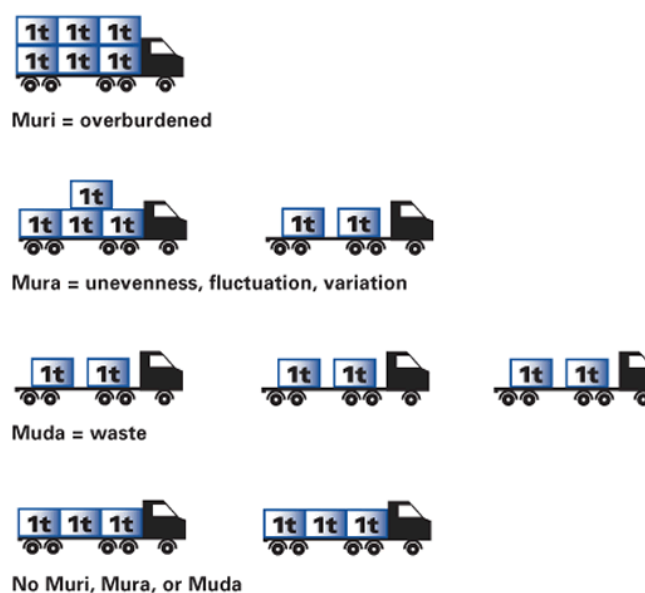 1t 1t 1t
1t 1t 1t
Muri = overburdened
1t
1t 1t 1t 1t 1t
Mura = unevenness, fluctuation, variation
1t 1t 1t 1t 1t 1t
Muda = waste
1t 1t 1t 1t 1t 1t
No Muri, Mura, or Muda